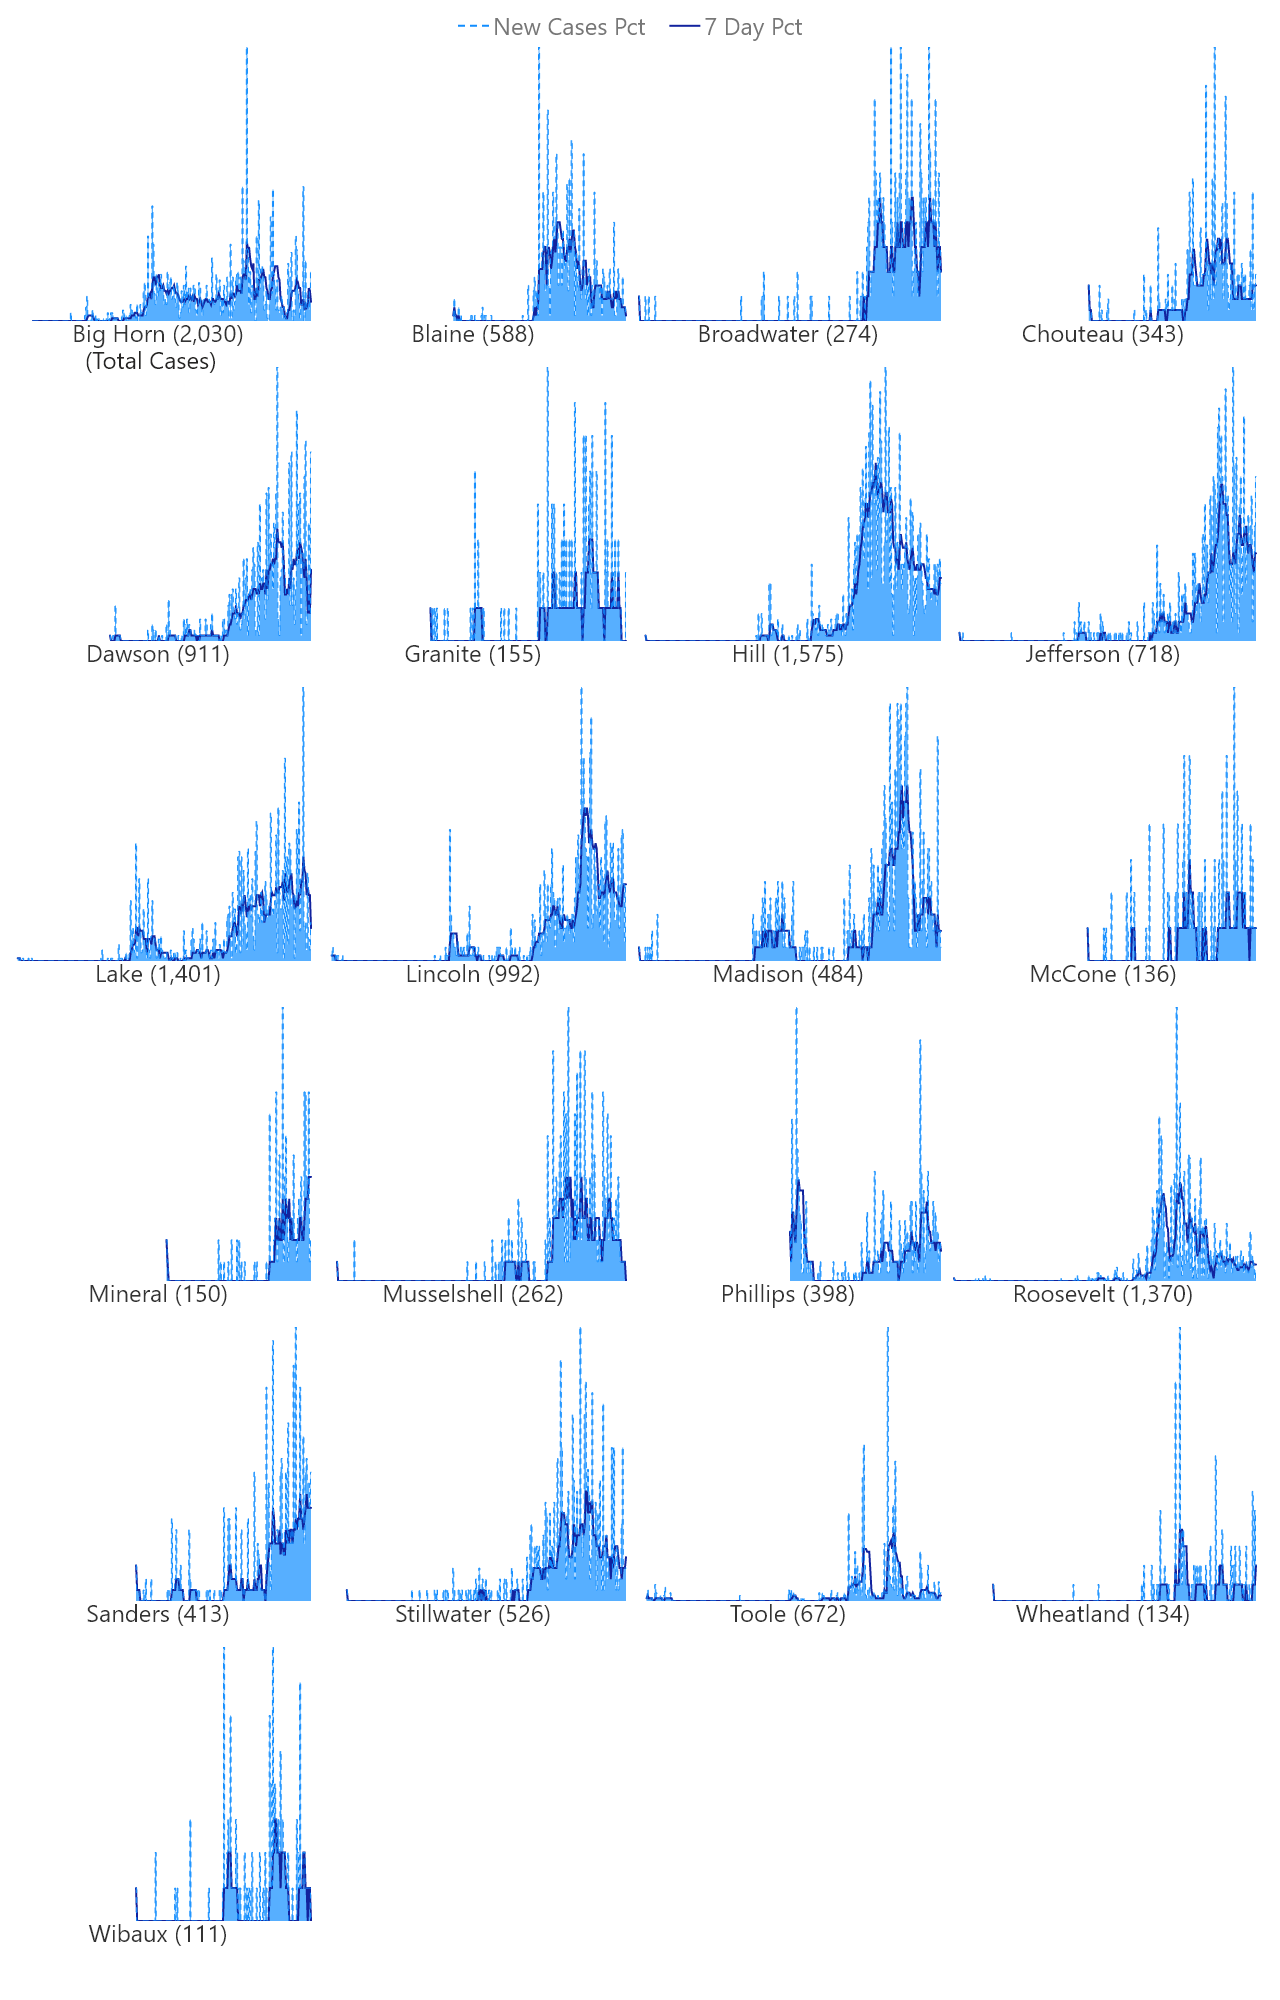 New Cases Pct 7 Day Pct
Big Horn (2,030) Blaine (588) Broadwater (274) Chouteau (343)
(Total Cases)
Dawson (911) Granite (155) Hill (1,575) Jefferson (718)
Lake (1,401) Lincoln (992) Madison (484) McCone (136)
Mineral (150) Musselshell (262) Phillips (398) Roosevelt (1,370)
Sanders (413) Stillwater (526) Toole (672) Wheatland (134)
Wibaux (111)